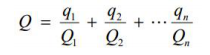 Q = q₁/Q₁ + q₂/Q₂ + ⋯ qₙ/Qₙ